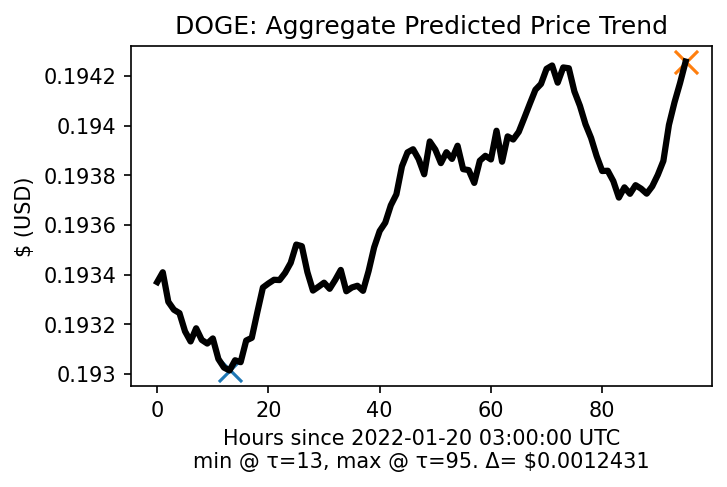 DOGE: Aggregate Predicted Price Trend
$ (USD)
0.1942
0.194
0.1938
0.1936
0.1934
0.1932
0.193
0 20 40 60 80
Hours since 2022-01-20 03:00:00 UTC
min @ τ=13, max @ τ=95. Δ= $0.0012431